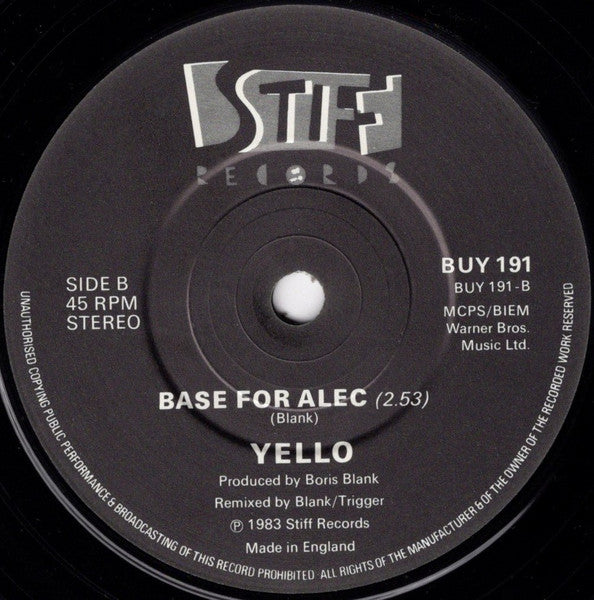 STIFF
RECORDS
SIDE B
45 RPM
STEREO
BUY 191
BUY 191-B
MCPS/BIEM
Warner Bros.
Music Ltd.
BASE FOR ALEC (2.53)
(Blank)
YELLO
Produced by Boris Blank
Remixed by Blank/Trigger
℗ 1983 Stiff Records
Made in England
UNAUTHORISED COPYING PUBLIC PERFORMANCE & BROADCASTING OF THIS RECORD PROHIBITED. ALL RIGHTS OF THE MANUFACTURER & OF THE OWNER OF THE RECORDED WORK RESERVED